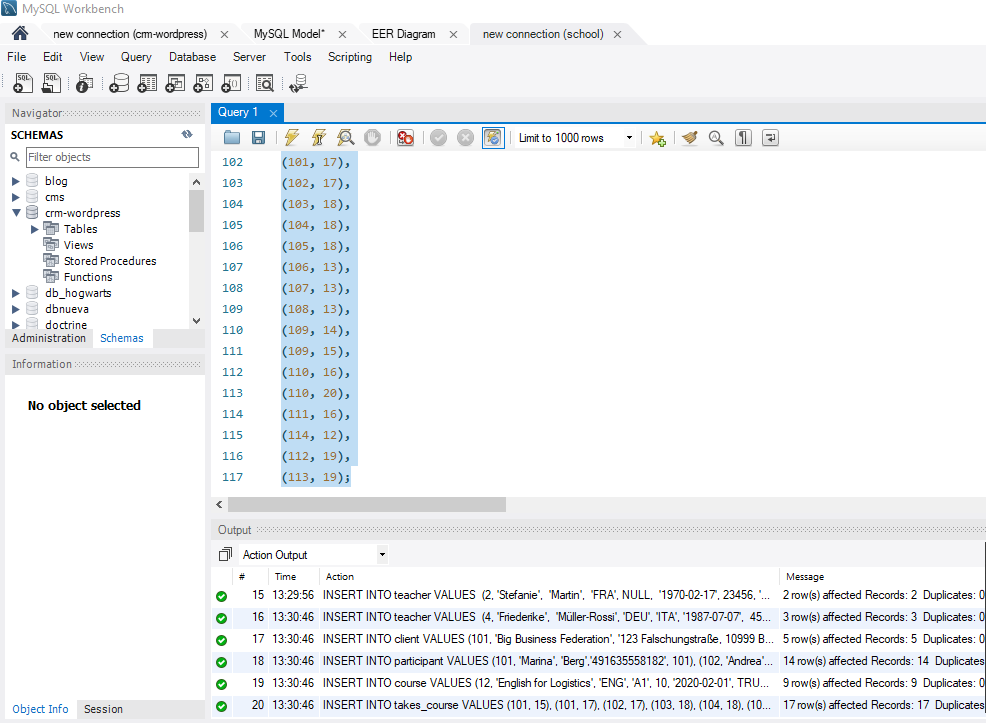 MySQL Workbench
new connection (crm-wordpress) MySQL Model* EER Diagram new connection (school)
File Edit View Query Database Server Tools Scripting Help
Navigator
SCHEMAS
Filter objects
blog
cms
crm-wordpress
Tables
Views
Stored Procedures
Functions
db_hogwarts
dbnueva
doctrine
Administration Schemas
Information
No object selected
Object Info Session
Query 1
Limit to 1000 rows
102 (101, 17),
103 (102, 17),
104 (103, 18),
105 (104, 18),
106 (105, 18),
107 (106, 13),
108 (107, 13),
109 (108, 13),
110 (109, 14),
111 (109, 15),
112 (110, 16),
113 (110, 20),
114 (111, 16),
115 (114, 12),
116 (112, 19),
117 (113, 19);
Output
Action Output
# Time Action Message
15 13:29:56 INSERT INTO teacher VALUES (2, 'Stefanie', 'Martin', 'FRA', NULL, '1970-02-17', 23456, '... 2 row(s) affected Records: 2 Duplicates: 0
16 13:30:46 INSERT INTO teacher VALUES (4, 'Friederike', 'Müller-Rossi', 'DEU', 'ITA', '1987-07-07', 45... 3 row(s) affected Records: 3 Duplicates: 0
17 13:30:46 INSERT INTO client VALUES (101, 'Big Business Federation', '123 Falschungstraße, 10999 B... 5 row(s) affected Records: 5 Duplicates: 0
18 13:30:46 INSERT INTO participant VALUES (101, 'Marina', 'Berg','491635558182', 101), (102, 'Andrea'... 14 row(s) affected Records: 14 Duplicates
19 13:30:46 INSERT INTO course VALUES (12, 'English for Logistics', 'ENG', 'A1', 10, '2020-02-01', TRU... 9 row(s) affected Records: 9 Duplicates: 0
20 13:30:46 INSERT INTO takes_course VALUES (101, 15), (101, 17), (102, 17), (103, 18), (104, 18), (10... 17 row(s) affected Records: 17 Duplicates